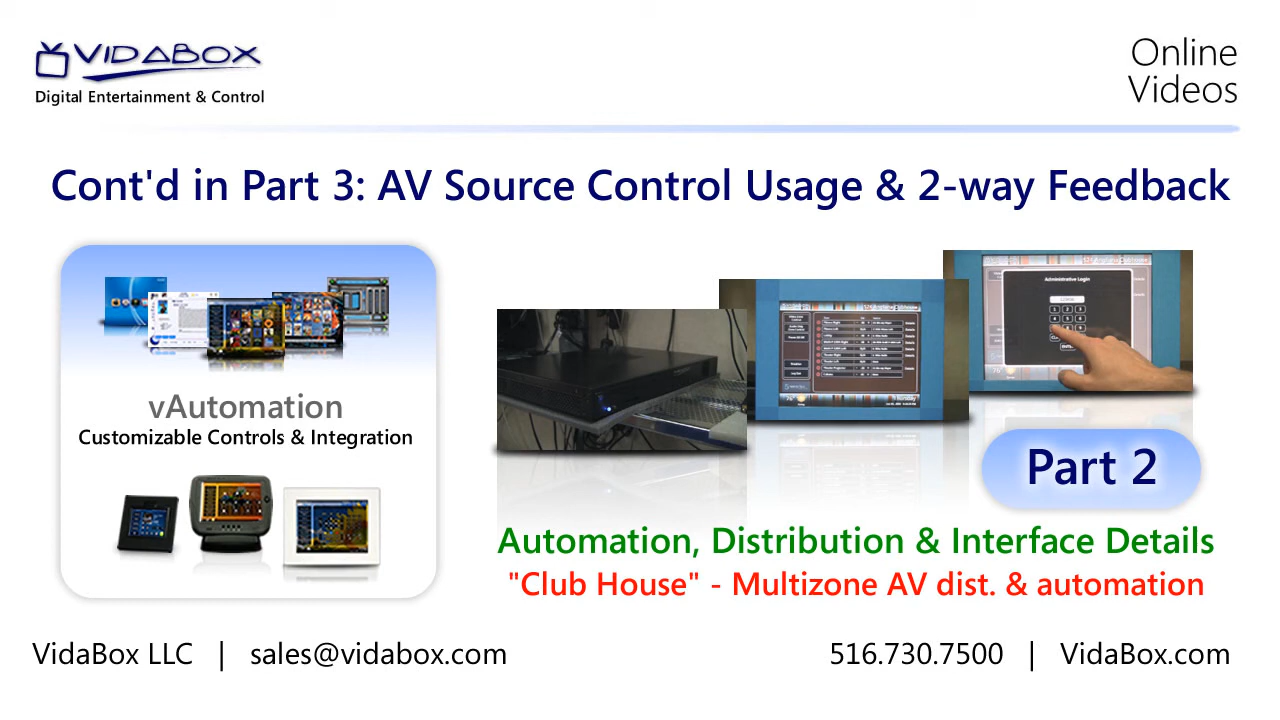 VIDABOX
Digital Entertainment & Control
Online
Videos
Cont'd in Part 3: AV Source Control Usage & 2-way Feedback
vAutomation
Customizable Controls & Integration
Administrative Login
Part 2
Automation, Distribution & Interface Details
"Club House" - Multizone AV dist. & automation
VidaBox LLC | sales@vidabox.com
516.730.7500 | VidaBox.com